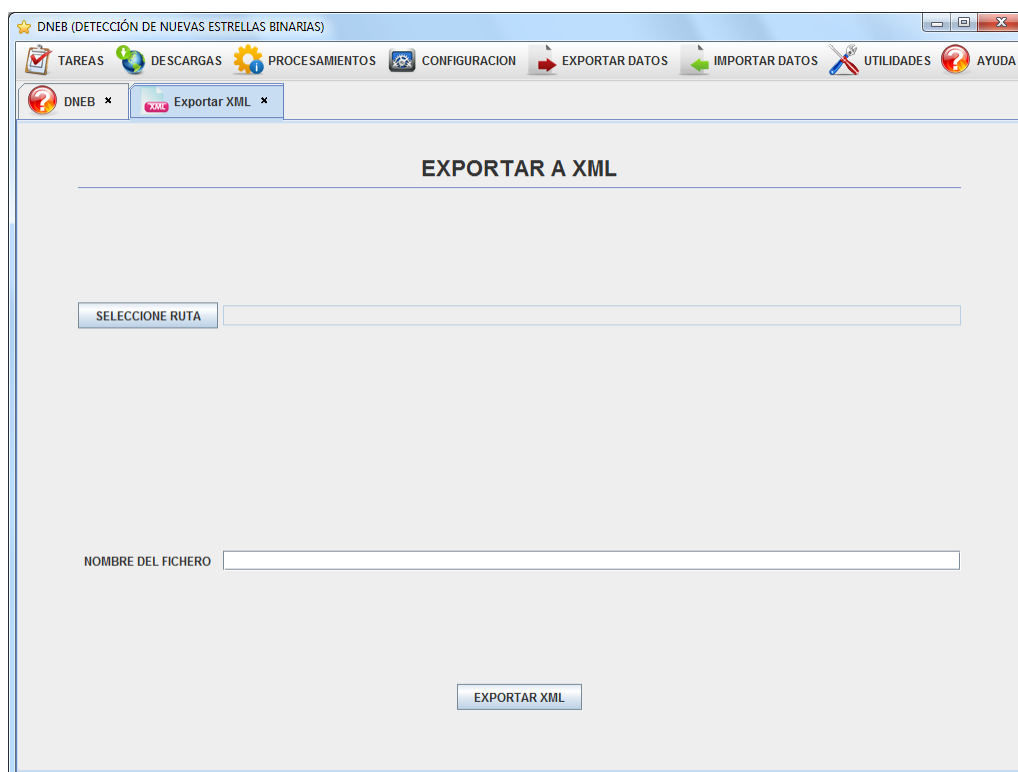 DNEB (DETECCIÓN DE NUEVAS ESTRELLAS BINARIAS)
TAREAS DESCARGAS PROCESAMIENTOS CONFIGURACION EXPORTAR DATOS IMPORTAR DATOS UTILIDADES AYUDA
DNEB XML Exportar XML
EXPORTAR A XML
SELECCIONE RUTA
NOMBRE DEL FICHERO
EXPORTAR XML